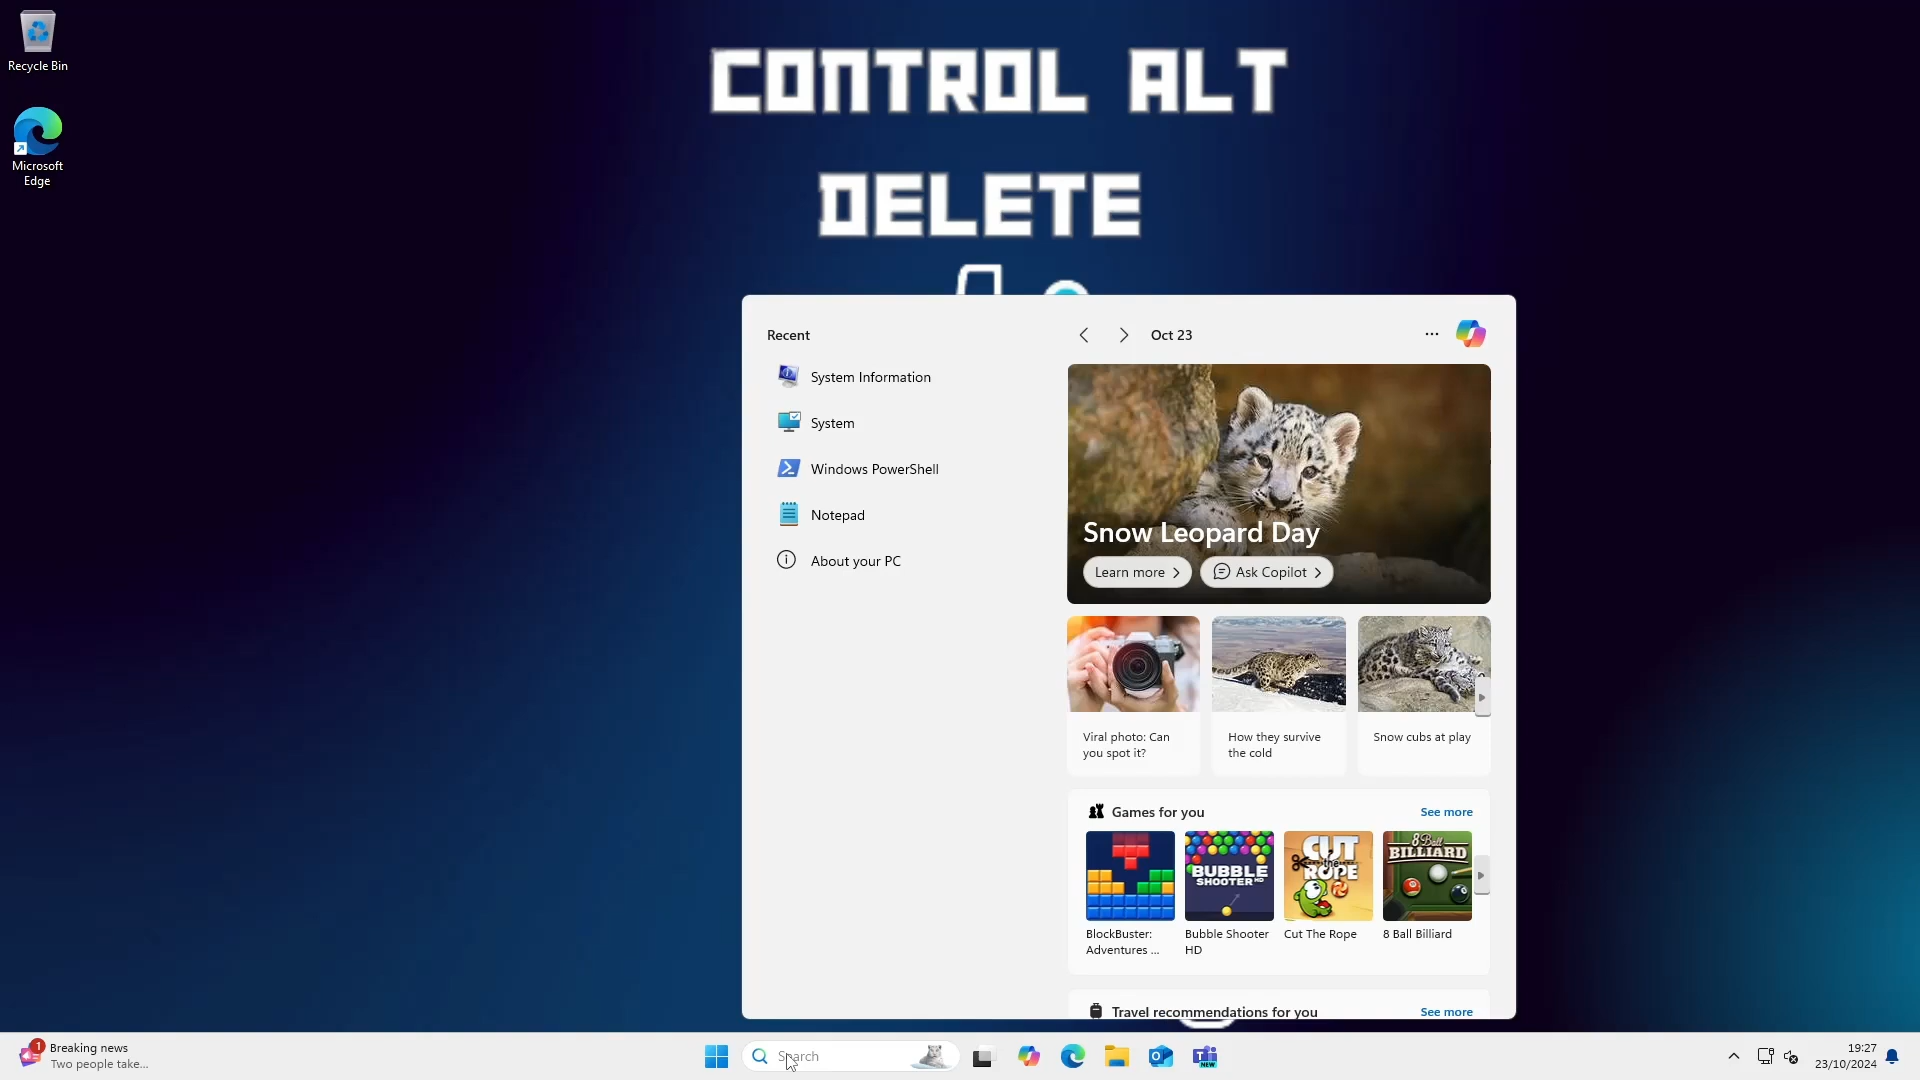 CONTROL ALT
DELETE
Recycle Bin
Microsoft
Edge
Recent
System Information
System
Windows PowerShell
Notepad
About your PC
Oct 23
Snow Leopard Day
Learn more
Ask Copilot
Viral photo: Can
you spot it?
How they survive
the cold
Snow cubs at play
Games for you
See more
BUBBLE
SHOOTER HD
CUT
the
ROPE
8 Ball
BILLIARD
BlockBuster:
Adventures ...
Bubble Shooter
HD
Cut The Rope
8 Ball Billiard
Travel recommendations for you
See more
1
Breaking news
Two people take...
Search
NEW
19:27
23/10/2024